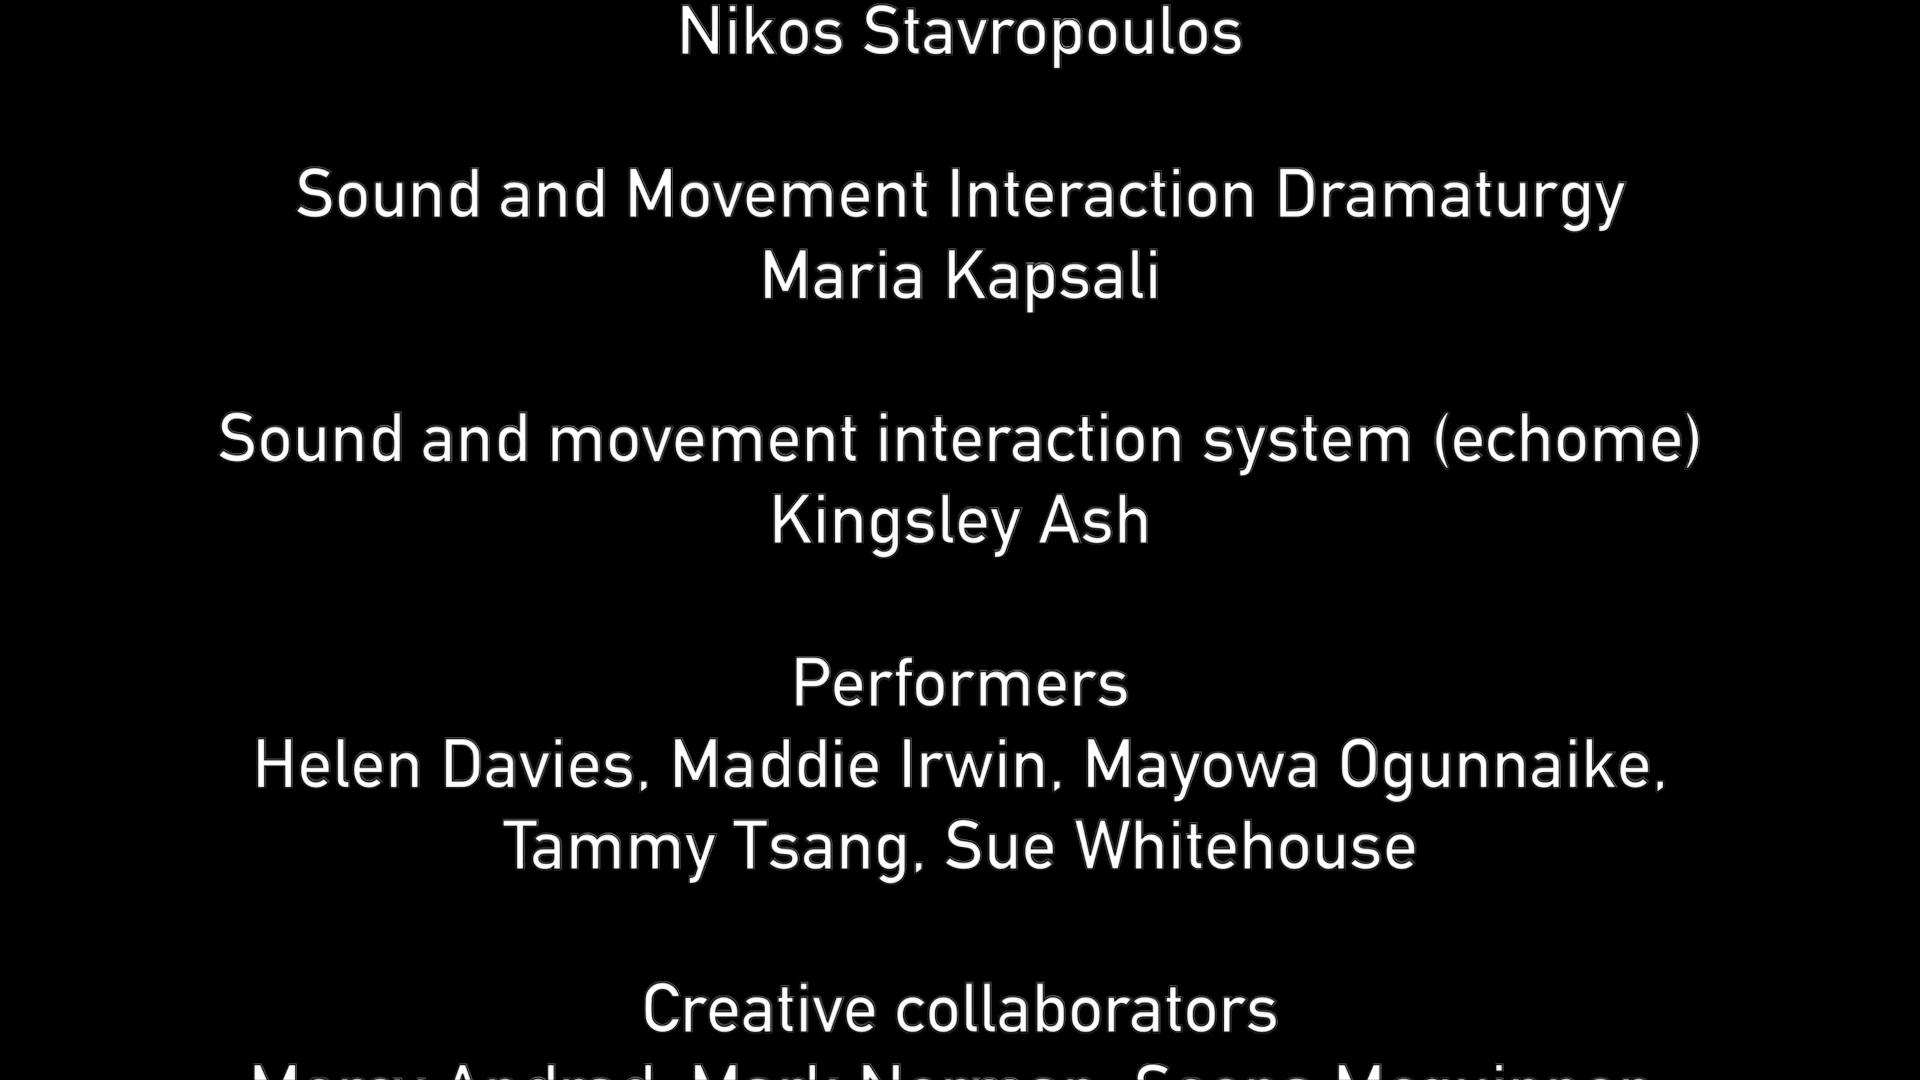 Nikos Stavropoulos
Sound and Movement Interaction Dramaturgy
Maria Kapsali
Sound and movement interaction system (echome)
Kingsley Ash
Performers
Helen Davies, Maddie Irwin, Mayowa Ogunnaike,
Tammy Tsang, Sue Whitehouse
Creative collaborators